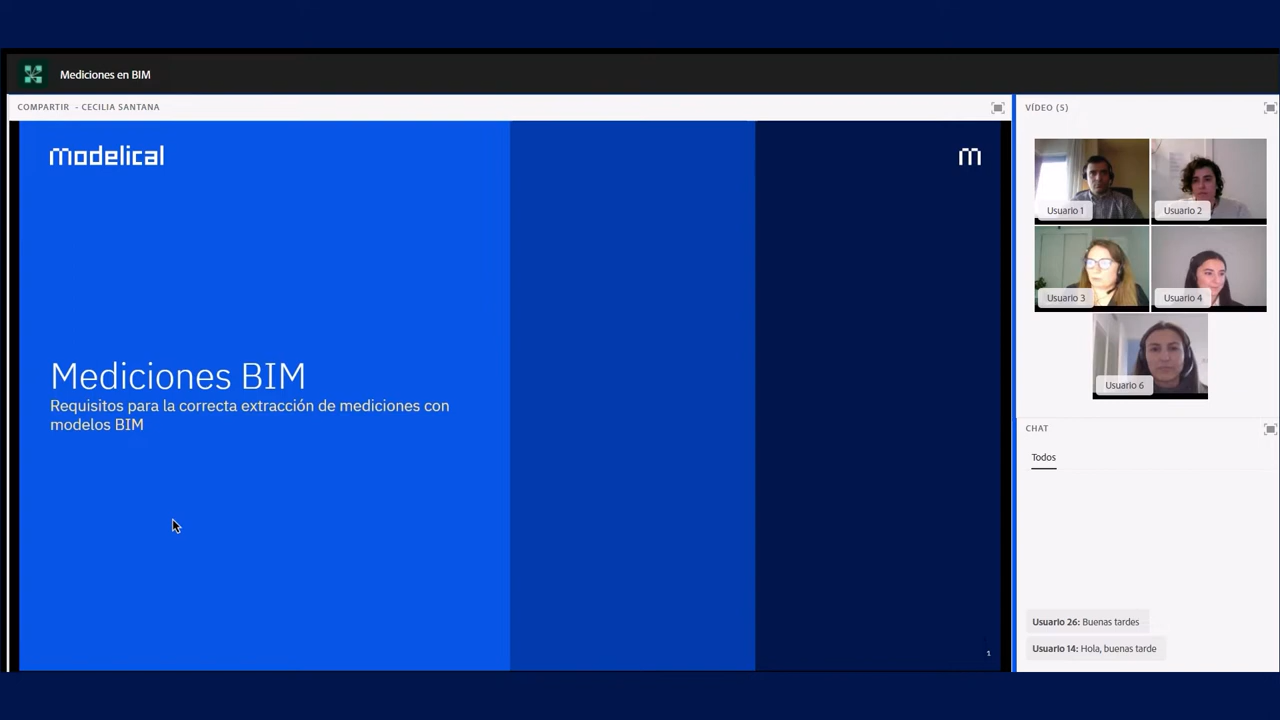 Mediciones en BIM
COMPARTIR - CECILIA SANTANA
modelical
m
Mediciones BIM
Requisitos para la correcta extracción de mediciones con
modelos BIM
1
VÍDEO (5)
Usuario 1
Usuario 2
Usuario 3
Usuario 4
Usuario 6
CHAT
Todos
Usuario 26: Buenas tardes
Usuario 14: Hola, buenas tarde